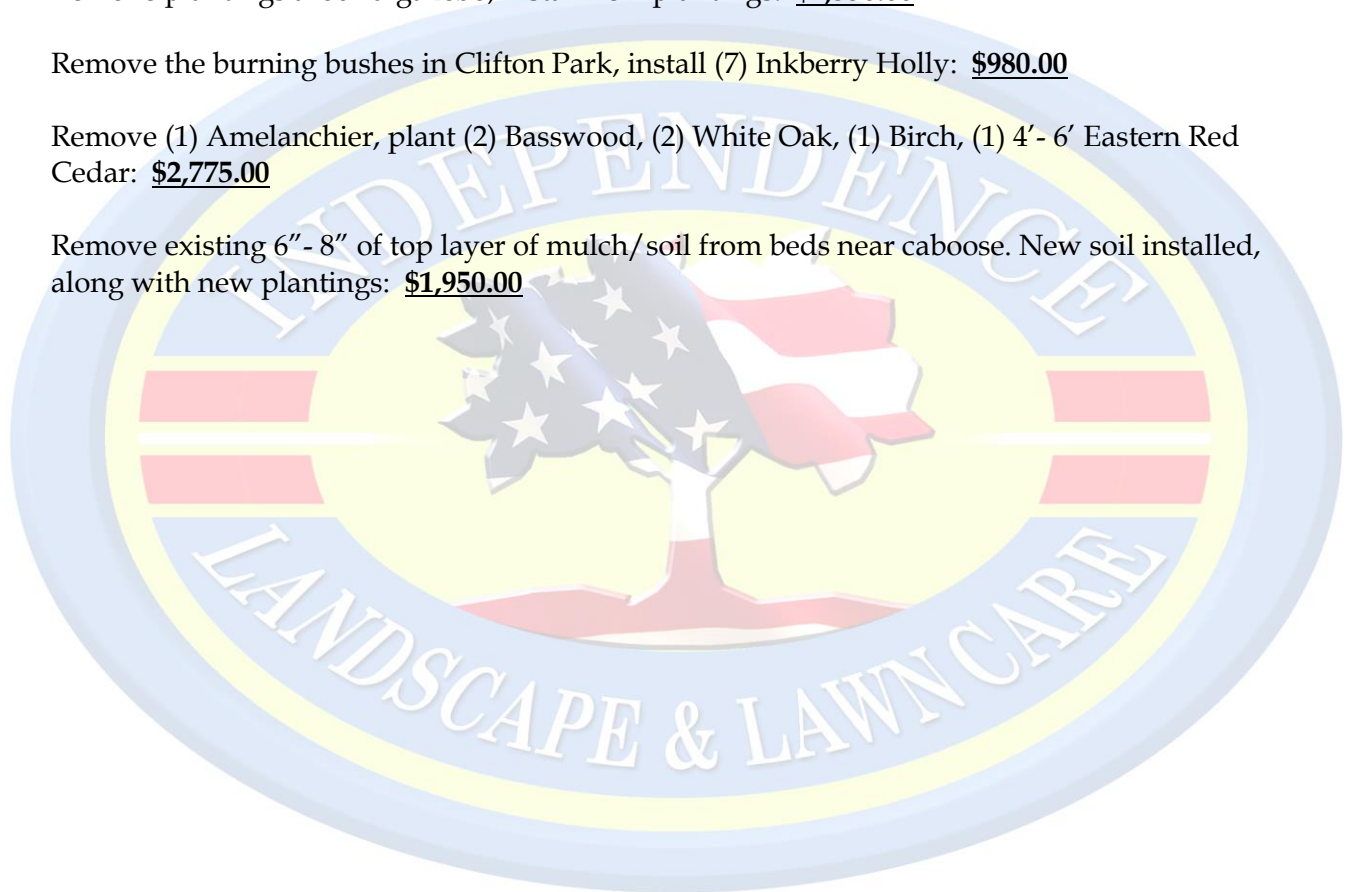 Remove the burning bushes in Clifton Park, install (7) Inkberry Holly: $980.00
Remove (1) Amelanchier, plant (2) Basswood, (2) White Oak, (1) Birch, (1) 4’- 6’ Eastern Red
Cedar: $2,775.00
Remove existing 6”- 8” of top layer of mulch/soil from beds near caboose. New soil installed,
along with new plantings: $1,950.00
INDEPENDENCE
LANDSCAPE & LAWN CARE